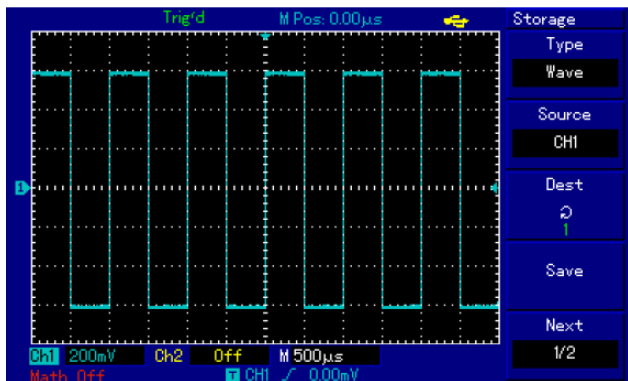 Trig'd M Pos: 0.00μs Storage
Type
Wave
Source
CH1
1
Dest
1
Save
Next
Ch1 200mV Ch2 Off M 500μs 1/2
Math Off T CH1 0.00mV